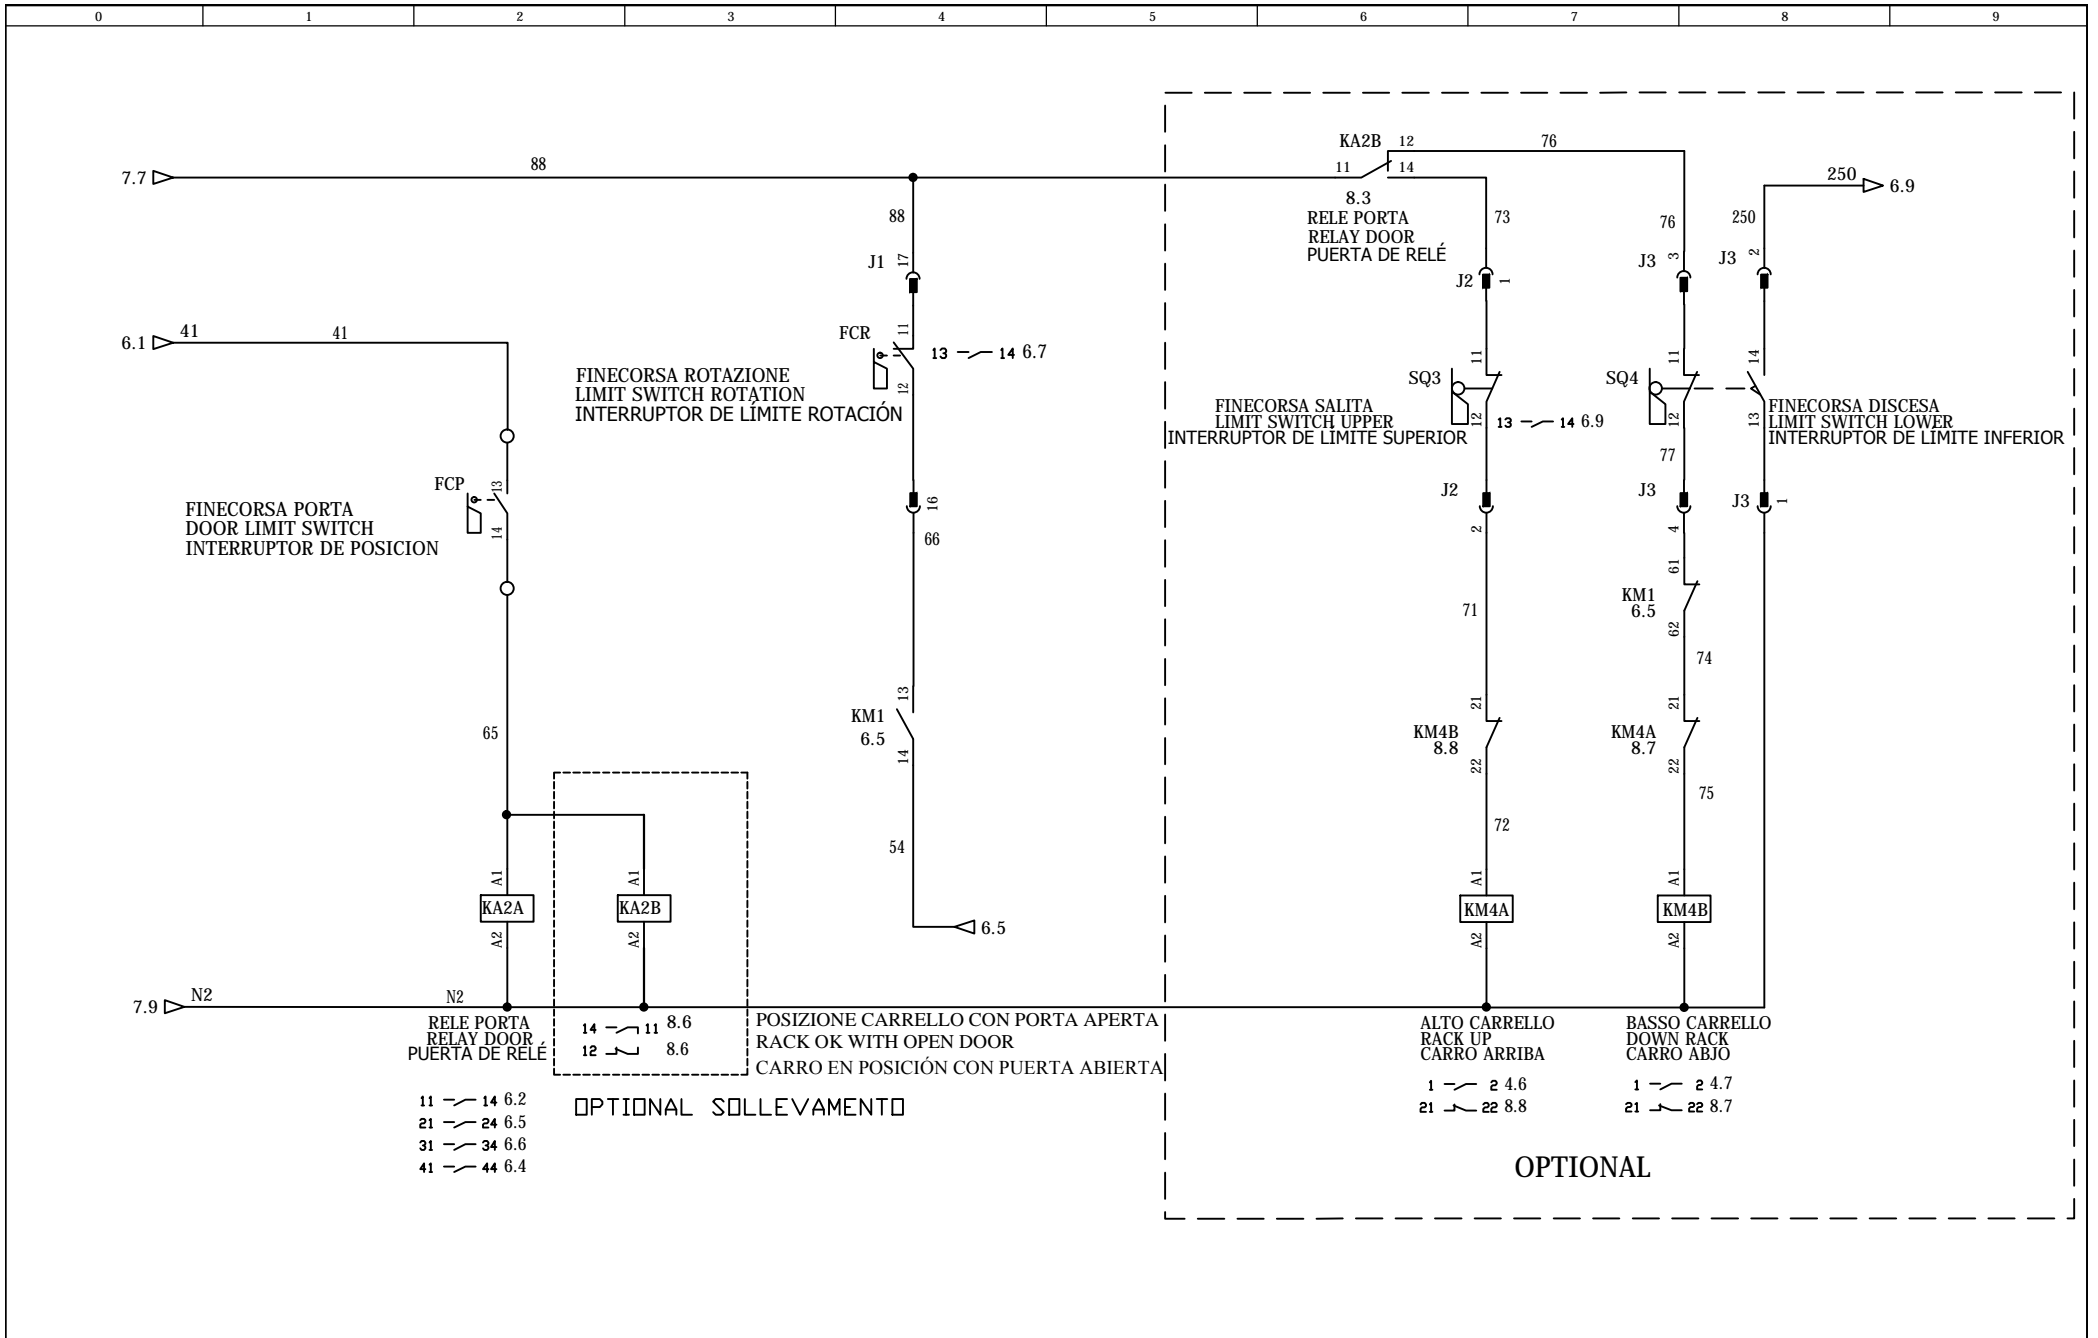 0 1 2 3 4 5 6 7 8 9
KA2B 12 76
88
7.7
11 14
250 6.9
8.3
RELE PORTA
RELAY DOOR
PUERTA DE RELÉ
88 73 76 250
J1 17
J2 1
J3 3
J3 2
41 41
6.1
FCR 11
12
13 14 6.7
FINECORSA ROTAZIONE
LIMIT SWITCH ROTATION
INTERRUPTOR DE LÍMITE ROTACIÓN
SQ3 11
12
13 14 6.9
FINECORSA SALITA
LIMIT SWITCH UPPER
INTERRUPTOR DE LÍMITE SUPERIOR
SQ4 11
12
14
13
FINECORSA DISCESA
LIMIT SWITCH LOWER
INTERRUPTOR DE LÍMITE INFERIOR
77
FCP 13
14
FINECORSA PORTA
DOOR LIMIT SWITCH
INTERRUPTOR DE POSICION
16
66
J2
2
J3
4
J3 1
61
KM1
6.5
62
71
74
65
13
KM1
6.5
14
21
KM4B
8.8
22
21
KM4A
8.7
22
75
72
54
A1
KA2A
A2
A1
KA2B
A2
6.5
A1
KM4A
A2
A1
KM4B
A2
7.9 N2 N2
RELE PORTA
RELAY DOOR
PUERTA DE RELÉ
11 14 6.2
21 24 6.5
31 34 6.6
41 44 6.4
14 11 8.6
12 8.6
POSIZIONE CARRELLO CON PORTA APERTA
RACK OK WITH OPEN DOOR
CARRO EN POSICIÓN CON PUERTA ABIERTA
OPTIONAL SOLLEVAMENTO
ALTO CARRELLO
RACK UP
CARRO ARRIBA
1 2 4.6
21 22 8.8
BASSO CARRELLO
DOWN RACK
CARRO ABJO
1 2 4.7
21 22 8.7
OPTIONAL